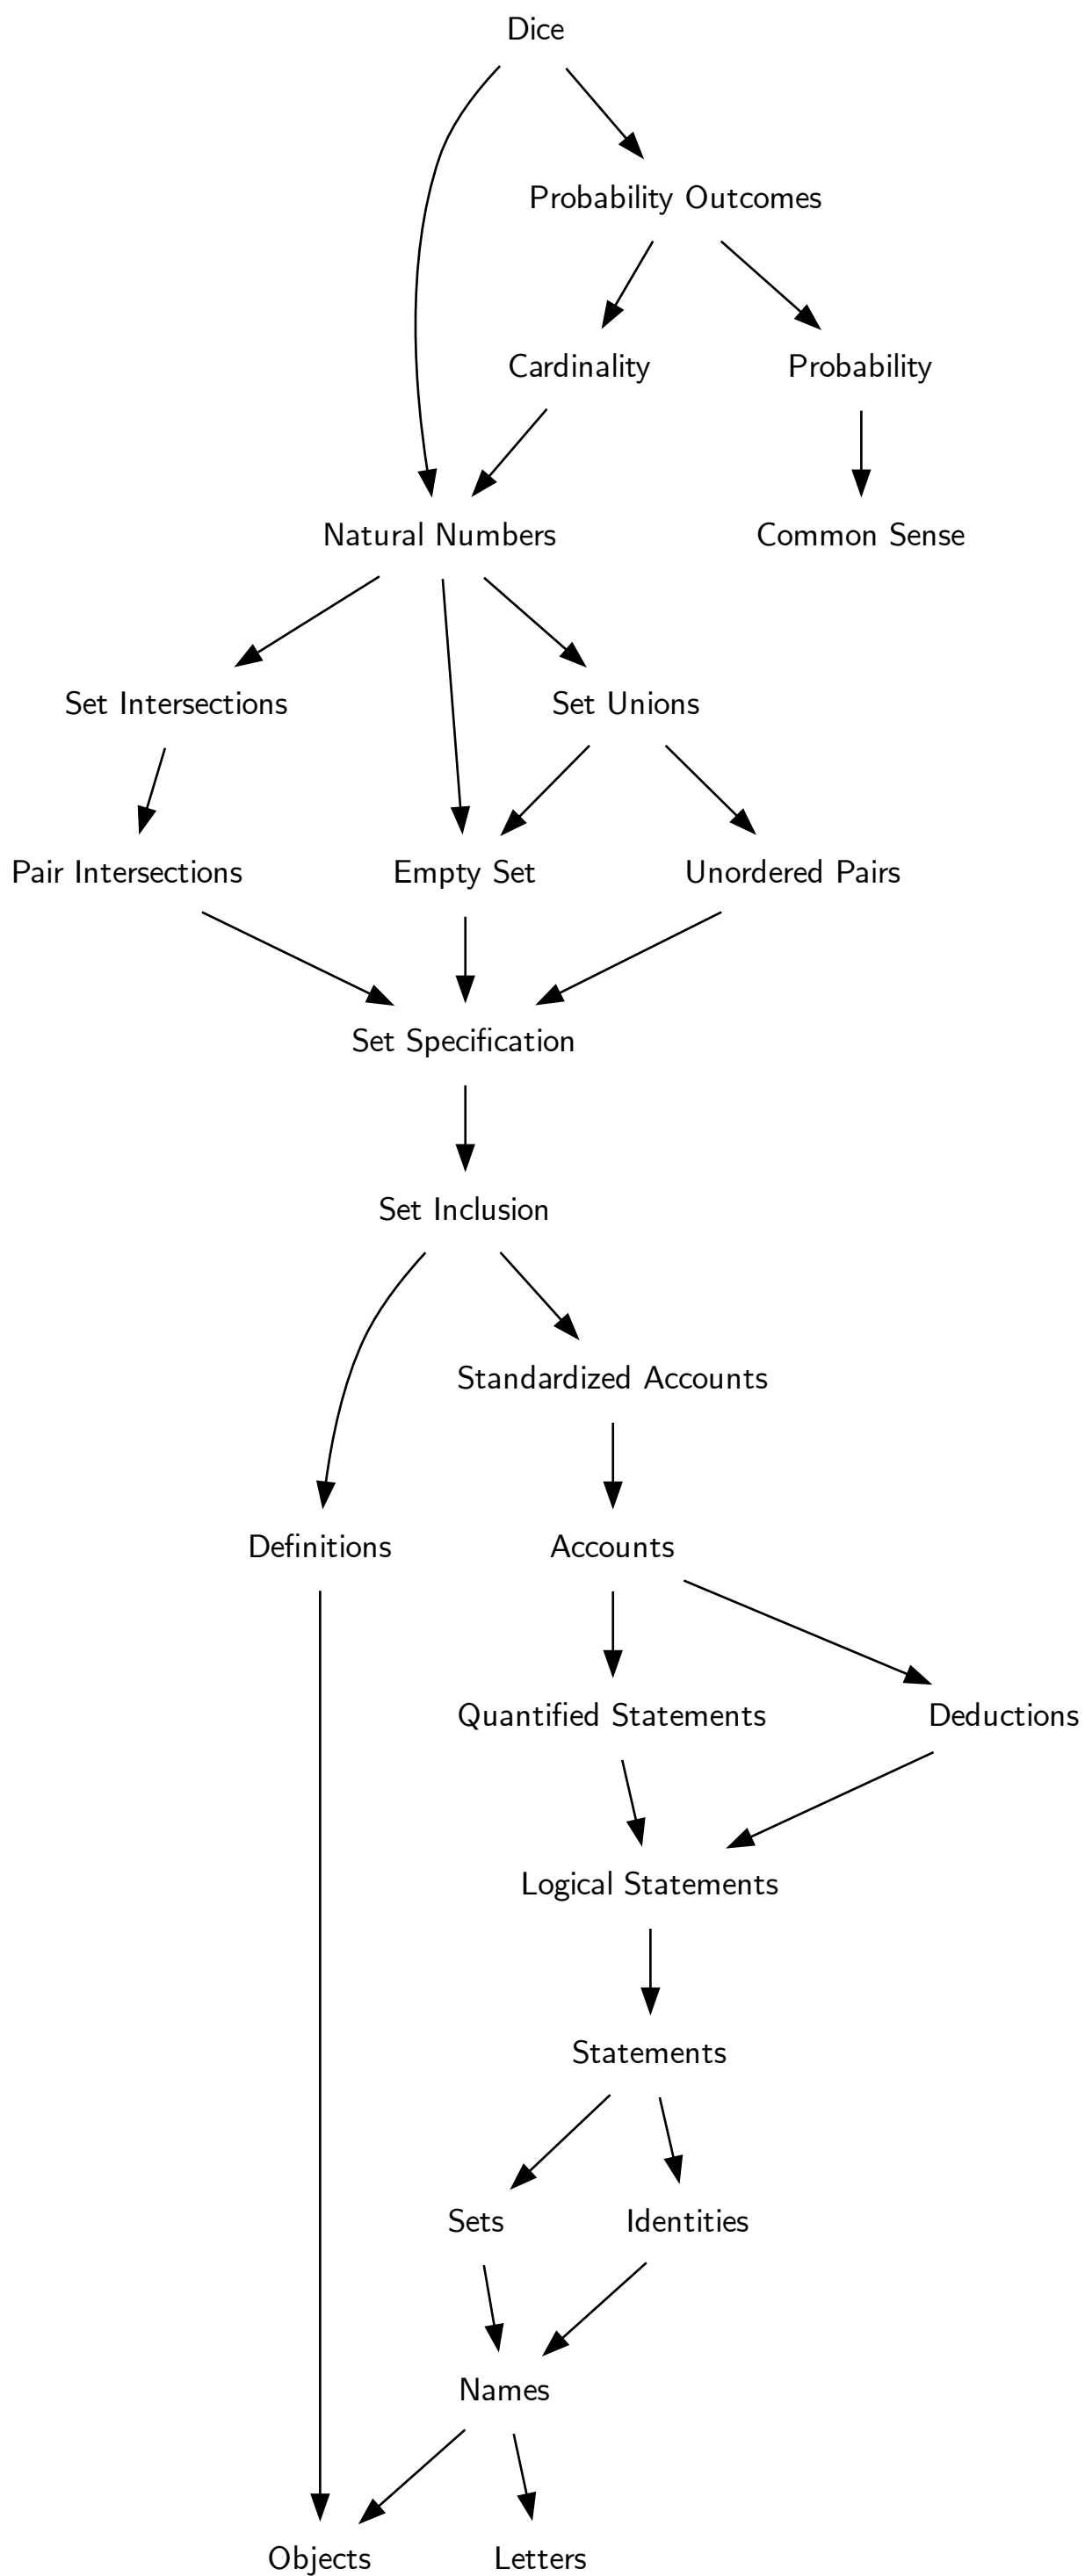 Dice
Probability Outcomes
Cardinality
Probability
Natural Numbers
Common Sense
Set Intersections
Set Unions
Pair Intersections
Empty Set
Unordered Pairs
Set Specification
Set Inclusion
Standardized Accounts
Definitions
Accounts
Quantified Statements
Deductions
Logical Statements
Statements
Sets
Identities
Names
Objects
Letters